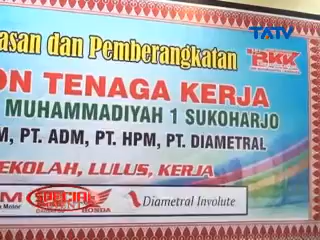 TATV
asan dan Pemberangkatan
BKK
ON TENAGA KERJA
MUHAMMADIYAH 1 SUKOHARJO
M, PT. ADM, PT. HPM, PT. DIAMETRAL
EKOLAH, LULUS, KERJA
M
SPECIAL
Diametral Involute